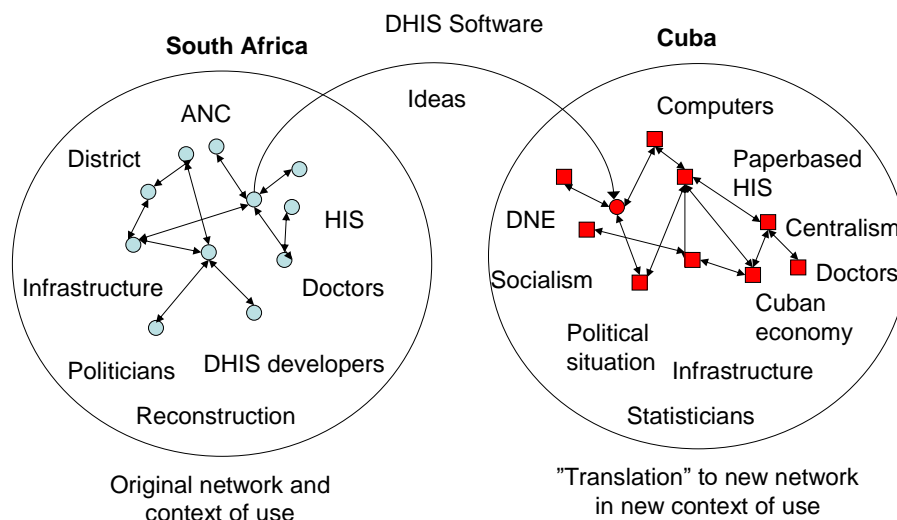 DHIS Software
South Africa
Cuba
Ideas
ANC
District
HIS
Infrastructure
Doctors
Politicians
DHIS developers
Reconstruction
Computers
Paperbased
HIS
DNE
Centralism
Socialism
Doctors
Cuban
economy
Political
situation
Infrastructure
Statisticians
Original network and
context of use
”Translation” to new network
in new context of use